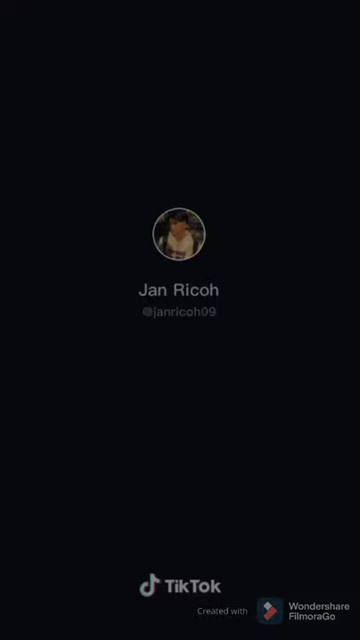 Jan Ricoh
@janricoh09
TikTok
Created with
Wondershare
FilmoraGo